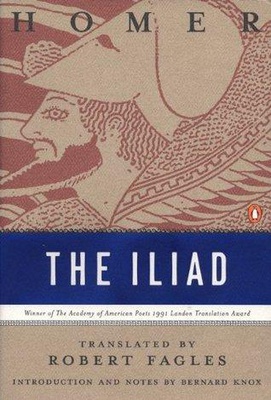 HOMER
THE ILIAD
Winner of The Academy of American Poets 1991 Landon Translation Award
TRANSLATED BY
ROBERT FAGLES
INTRODUCTION AND NOTES BY BERNARD KNOX